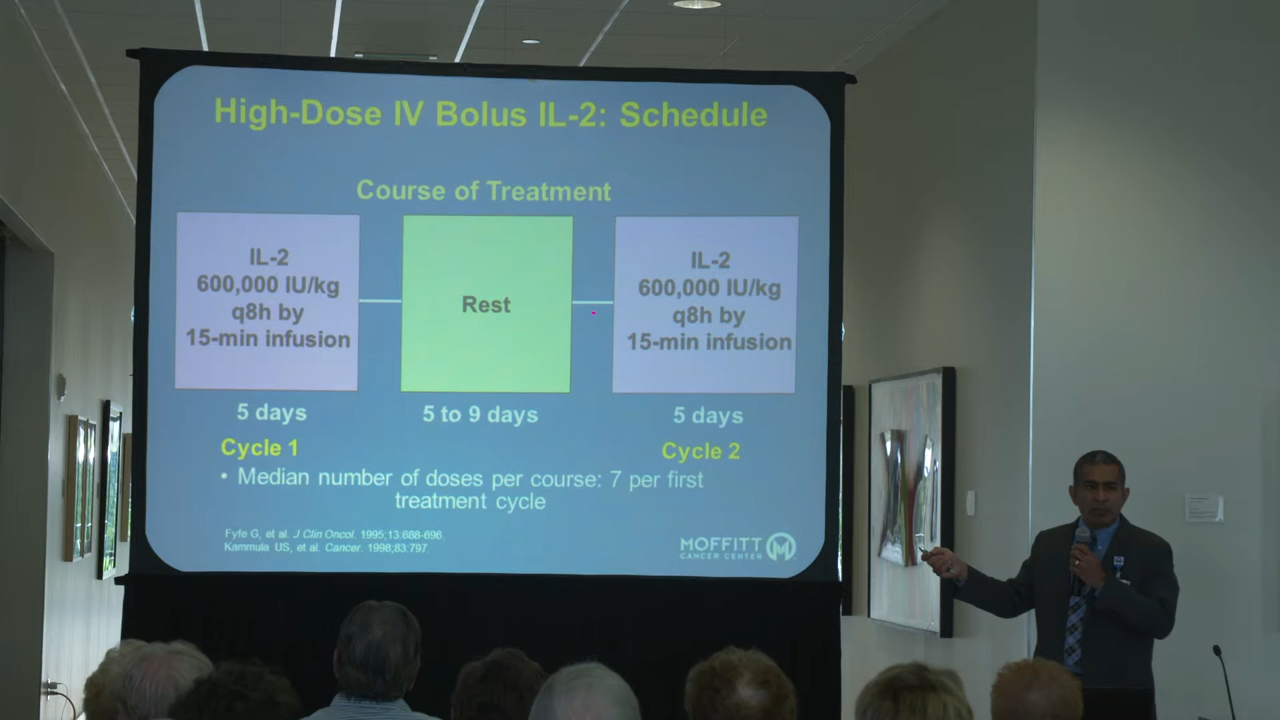 High-Dose IV Bolus IL-2: Schedule
Course of Treatment
IL-2
600,000 IU/kg
q8h by
15-min infusion
Rest
IL-2
600,000 IU/kg
q8h by
15-min infusion
5 days
5 to 9 days
5 days
Cycle 1
Cycle 2
• Median number of doses per course: 7 per first
treatment cycle
Fyfe G, et al. J Clin Oncol. 1995;13:688-696.
Kammula US, et al. Cancer. 1998;83:797.
MOFFITT
CANCER CENTER